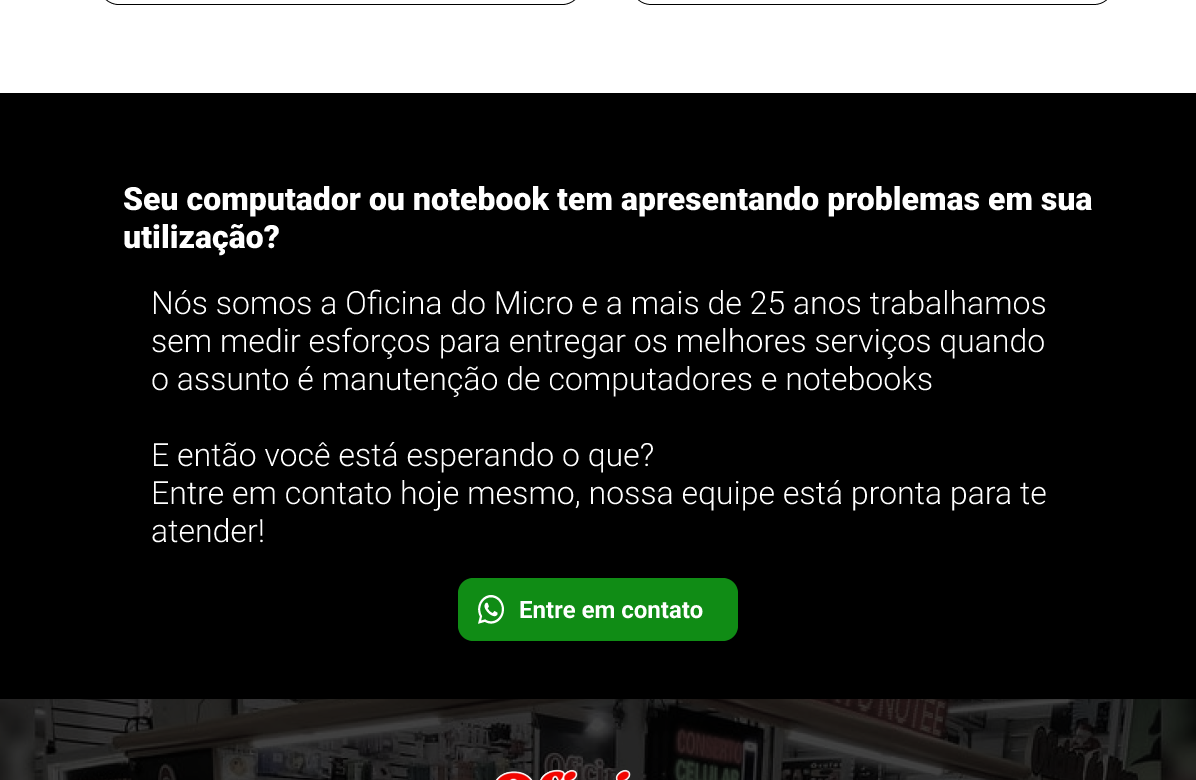 Seu computador ou notebook tem apresentando problemas em sua
utilização?
Nós somos a Oficina do Micro e a mais de 25 anos trabalhamos
sem medir esforços para entregar os melhores serviços quando
o assunto é manutenção de computadores e notebooks
E então você está esperando o que?
Entre em contato hoje mesmo, nossa equipe está pronta para te
atender!
Entre em contato
CONSERTO
CELULAR